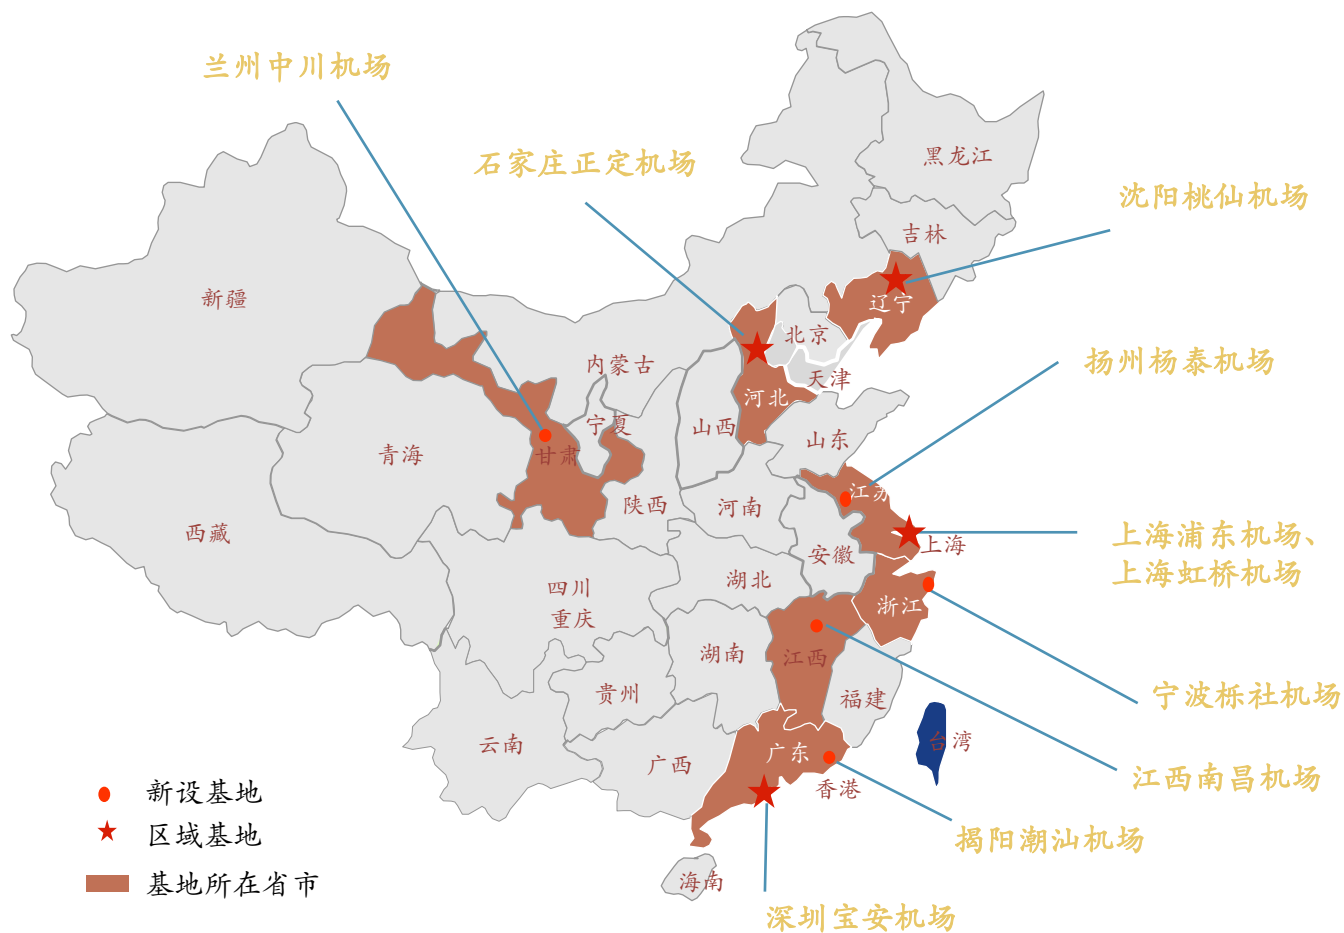 兰州中川机场
石家庄正定机场
黑龙江
沈阳桃仙机场
吉林
新疆
辽宁
北京
内蒙古
天津
扬州杨泰机场
河北
宁夏
山西
山东
青海
甘肃
江苏
陕西
河南
西藏
上海
上海浦东机场、
上海虹桥机场
安徽
湖北
四川
重庆
浙江
湖南
江西
贵州
福建
宁波栎社机场
云南
台湾
广东
广西
江西南昌机场
香港
新设基地
区域基地
揭阳潮汕机场
海南
基地所在省市
深圳宝安机场